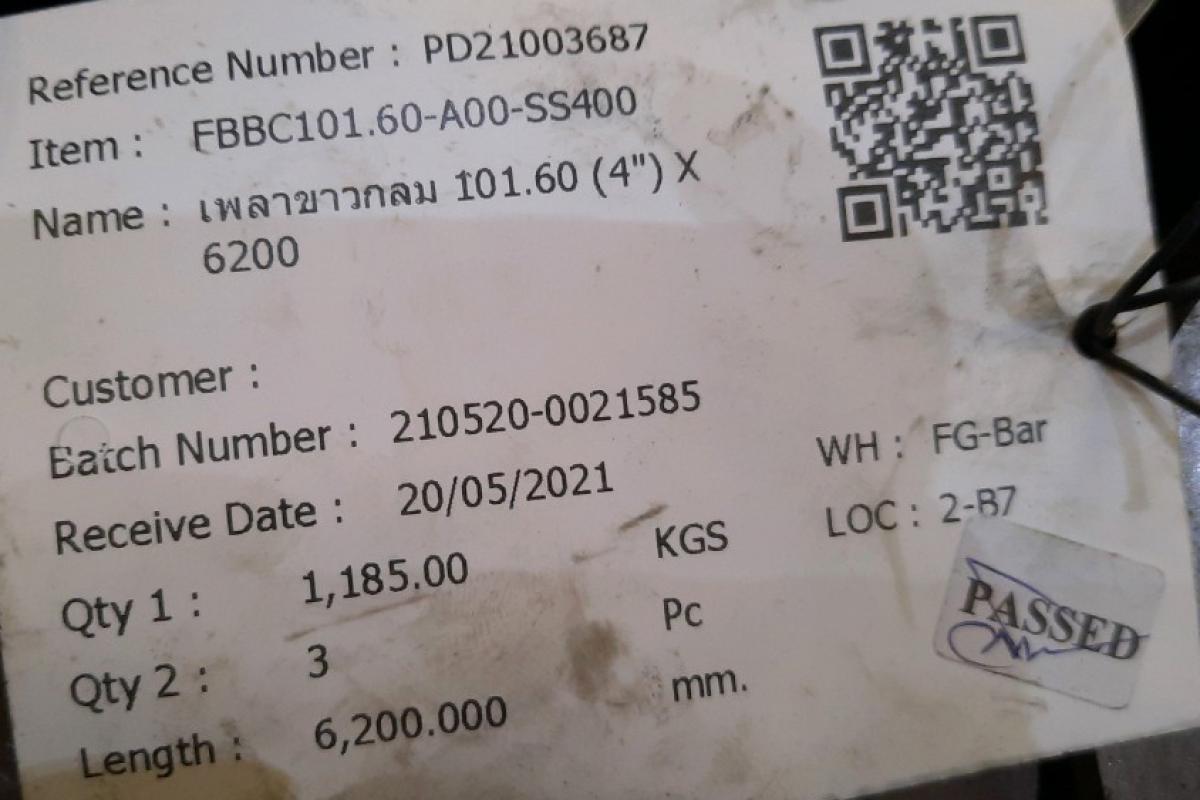 Reference Number : PD21003687
Item : FBBC101.60-A00-SS400
Name : เพลาขาวกลม 101.60 (4") X
6200
Customer :
Batch Number : 210520-0021585
Receive Date : 20/05/2021
WH : FG-Bar
Qty 1 : 1,185.00 KGS
LOC : 2-B7
Qty 2 : 3 Pc
Length : 6,200.000 mm.
PASSED